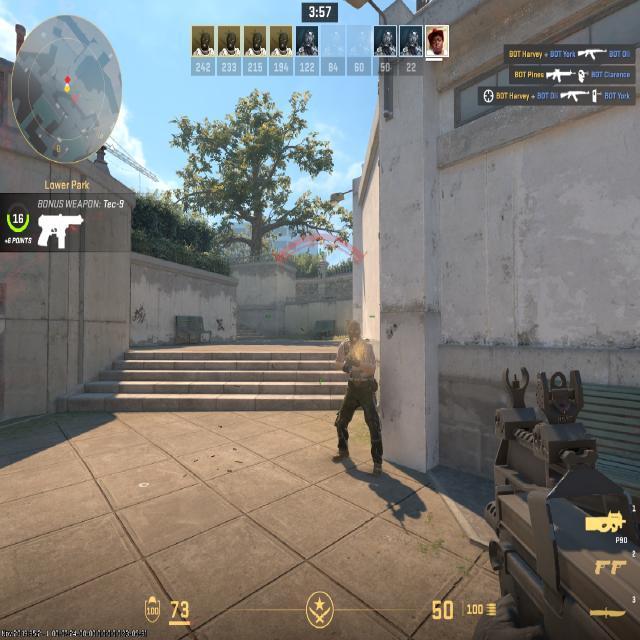 3:57
242 233 215 194 122 84 60 50 22
BOT Harvey + BOT York BOT Oli
BOT Pines BOT Clarence
BOT Harvey + BOT Oli BOT York
Lower Park
BONUS WEAPON: Tec-9
16
+6 POINTS
1
P90
2
3
100 73
50 100